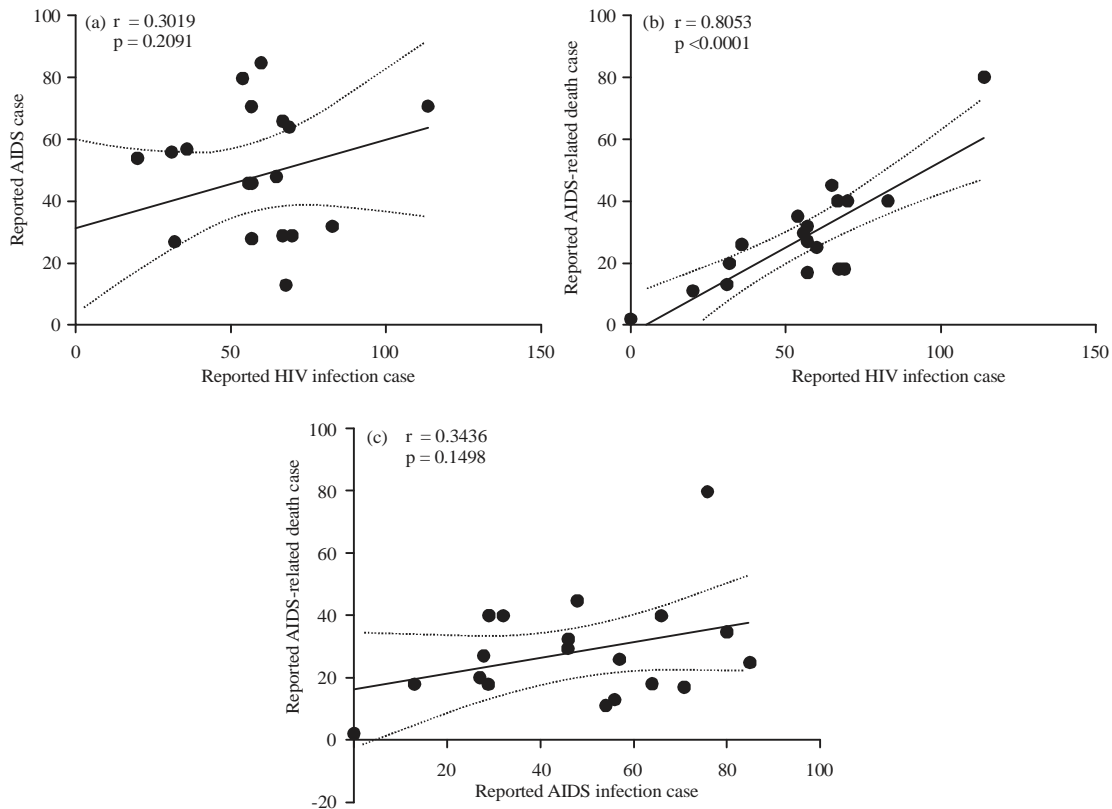 (a) r = 0.3019
p = 0.2091
100
80
60
40
20
0
Reported AIDS case
0 50 100 150
Reported HIV infection case
(b) r = 0.8053
p <0.0001
100
80
60
40
20
0
Reported AIDS-related death case
0 50 100 150
Reported HIV infection case
(c) r = 0.3436
p = 0.1498
100
80
60
40
20
0
-20
Reported AIDS-related death case
20 40 60 80 100
Reported AIDS infection case